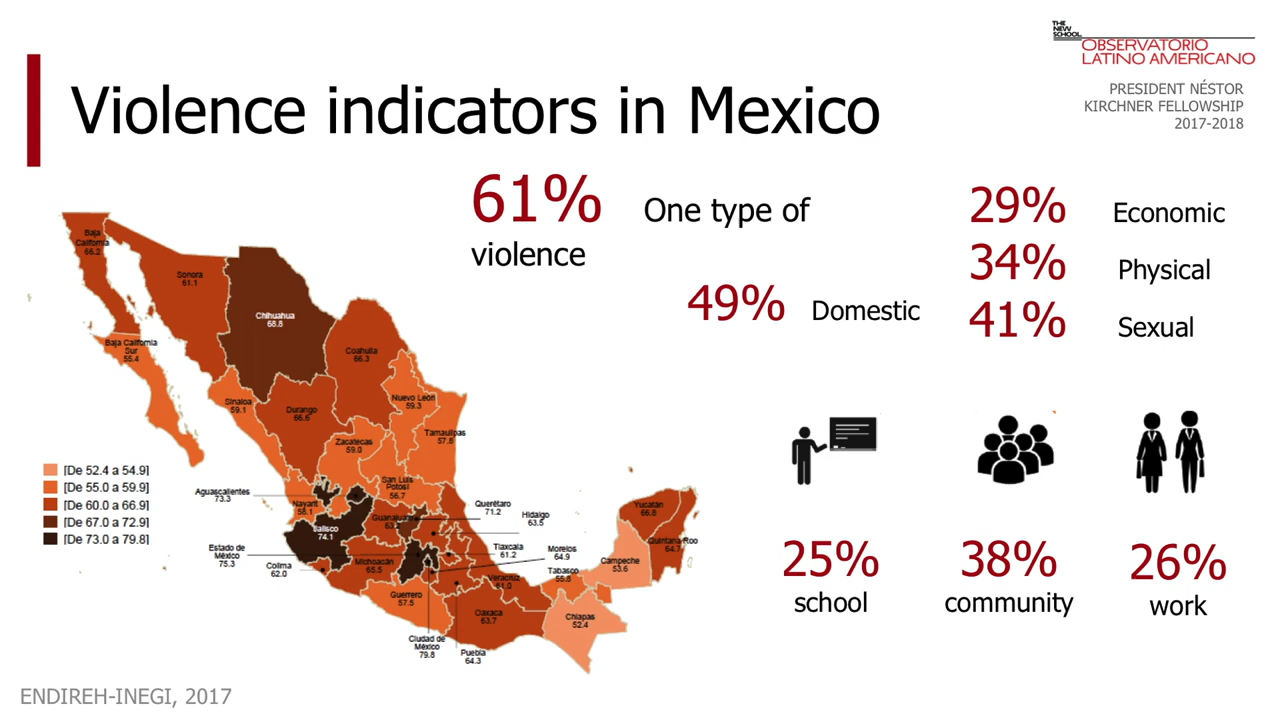 THE
NEW
SCHOOL
OBSERVATORIO
LATINO AMERICANO
PRESIDENT NÉSTOR
KIRCHNER FELLOWSHIP
2017-2018
Violence indicators in Mexico
61% One type of
violence
49% Domestic
29% Economic
34% Physical
41% Sexual
Baja
California
66.2
Sonora
61.1
Chihuahua
68.8
Coahuila
66.3
Baja California
Sur
55.4
Sinaloa
59.1
Durango
66.6
Nuevo León
59.3
Tamaulipas
57.8
Zacatecas
59.0
San Luis
Potosí
56.7
Aguascalientes
73.3
Nayarit
58.1
Jalisco
74.1
Guanajuato
Querétaro
71.2
Hidalgo
63.5
Estado de
México
75.3
Colima
62.0
Michoacán
65.5
Tlaxcala
61.2
Morelos
64.9
Veracruz
61.0
Tabasco
55.8
Campeche
53.6
Yucatán
66.8
Quintana Roo
64.7
Guerrero
57.5
Oaxaca
63.7
Chiapas
52.4
Ciudad de
México
79.8
Puebla
64.3
[De 52.4 a 54.9]
[De 55.0 a 59.9]
[De 60.0 a 66.9]
[De 67.0 a 72.9]
[De 73.0 a 79.8]
25%
school
38%
community
26%
work
ENDIREH-INEGI, 2017